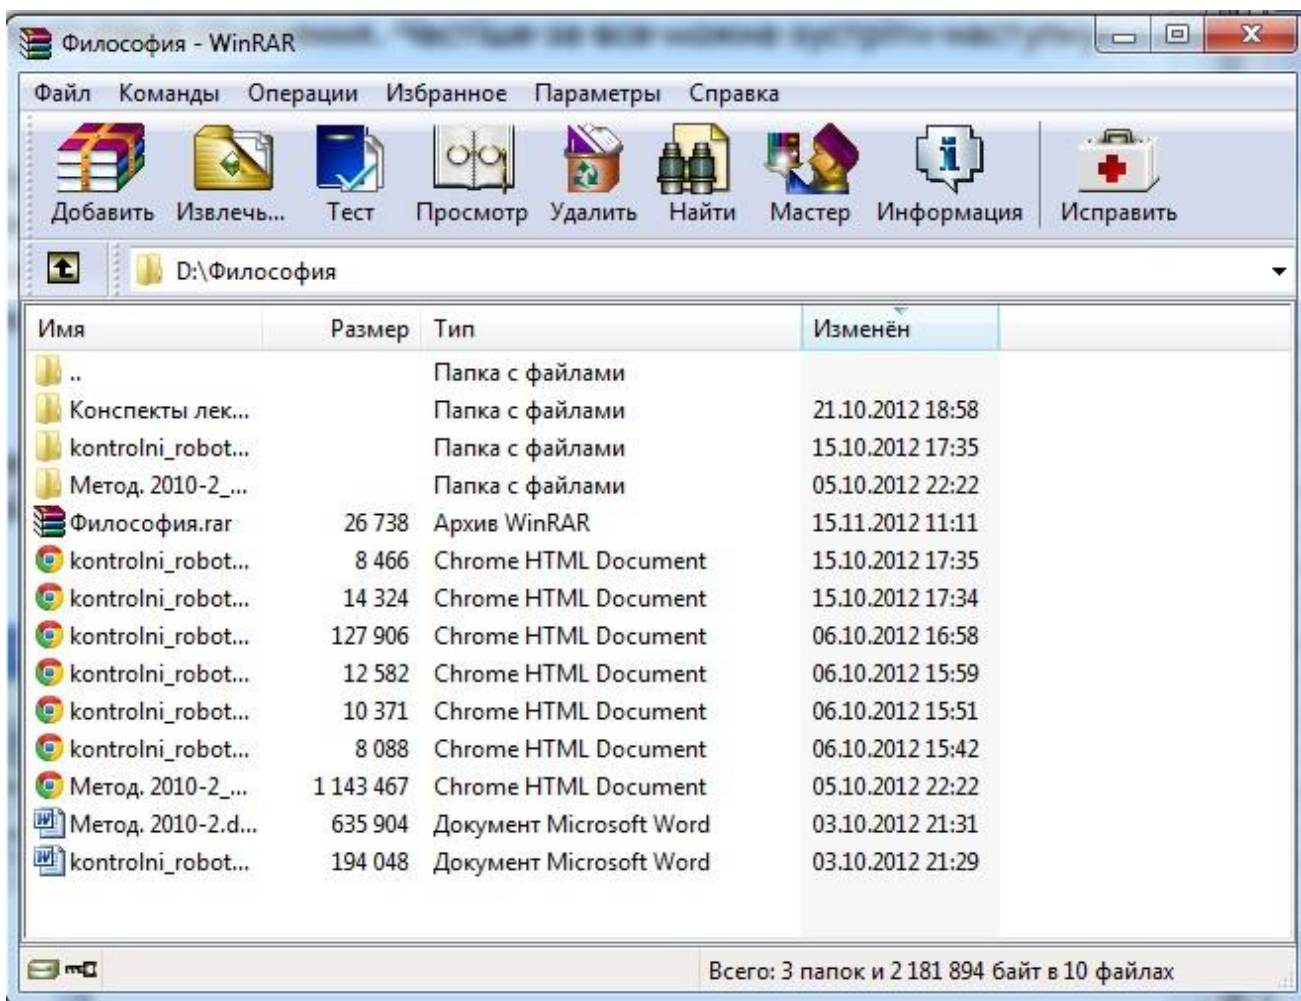 Философия - WinRAR
Файл Команды Операции Избранное Параметры Справка
Добавить Извлечь... Тест Просмотр Удалить Найти Мастер Информация Исправить
D:\Философия
Имя Размер Тип Изменён
.. Папка с файлами
Конспекты лек... Папка с файлами 21.10.2012 18:58
kontrolni_robot... Папка с файлами 15.10.2012 17:35
Метод. 2010-2_... Папка с файлами 05.10.2012 22:22
Философия.rar 26 738 Архив WinRAR 15.11.2012 11:11
kontrolni_robot... 8 466 Chrome HTML Document 15.10.2012 17:35
kontrolni_robot... 14 324 Chrome HTML Document 15.10.2012 17:34
kontrolni_robot... 127 906 Chrome HTML Document 06.10.2012 16:58
kontrolni_robot... 12 582 Chrome HTML Document 06.10.2012 15:59
kontrolni_robot... 10 371 Chrome HTML Document 06.10.2012 15:51
kontrolni_robot... 8 088 Chrome HTML Document 06.10.2012 15:42
Метод. 2010-2_... 1 143 467 Chrome HTML Document 05.10.2012 22:22
Метод. 2010-2.d... 635 904 Документ Microsoft Word 03.10.2012 21:31
kontrolni_robot... 194 048 Документ Microsoft Word 03.10.2012 21:29
Всего: 3 папок и 2 181 894 байт в 10 файлах